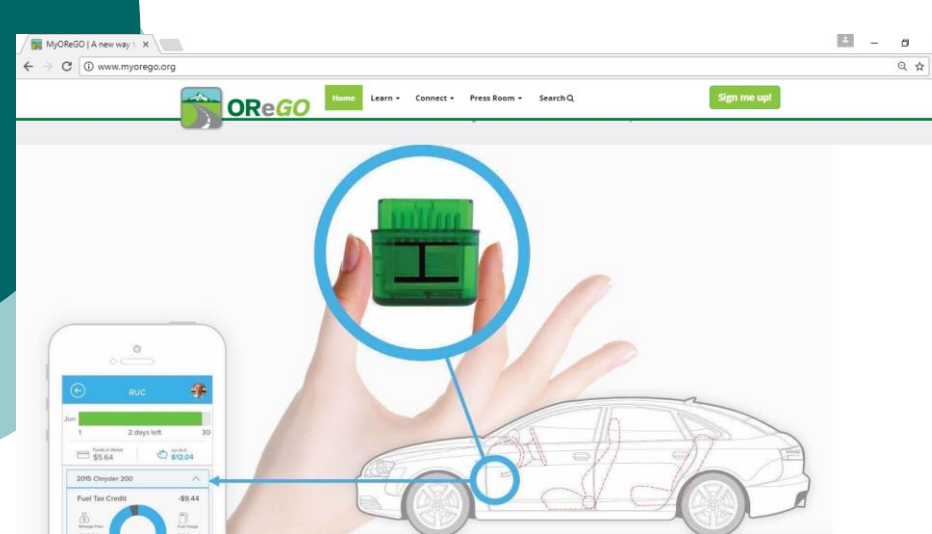 MyOReGO | A new way
www.myorego.org
OReGO
Home Learn Connect Press Room Search Sign me up!
RUC
Jun
1 2 days left 30
$5.64 $12.04
2015 Chrysler 200
Fuel Tax Credit -$9.44